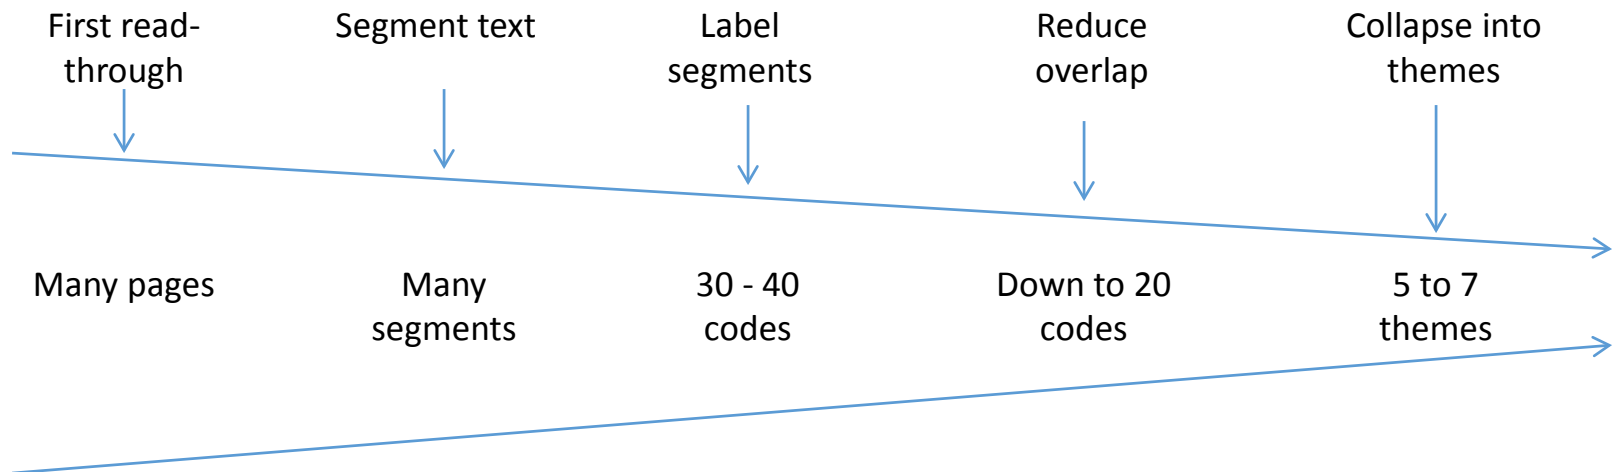 First read-
through
Segment text
Label
segments
Reduce
overlap
Collapse into
themes
Many pages
Many
segments
30 - 40
codes
Down to 20
codes
5 to 7
themes